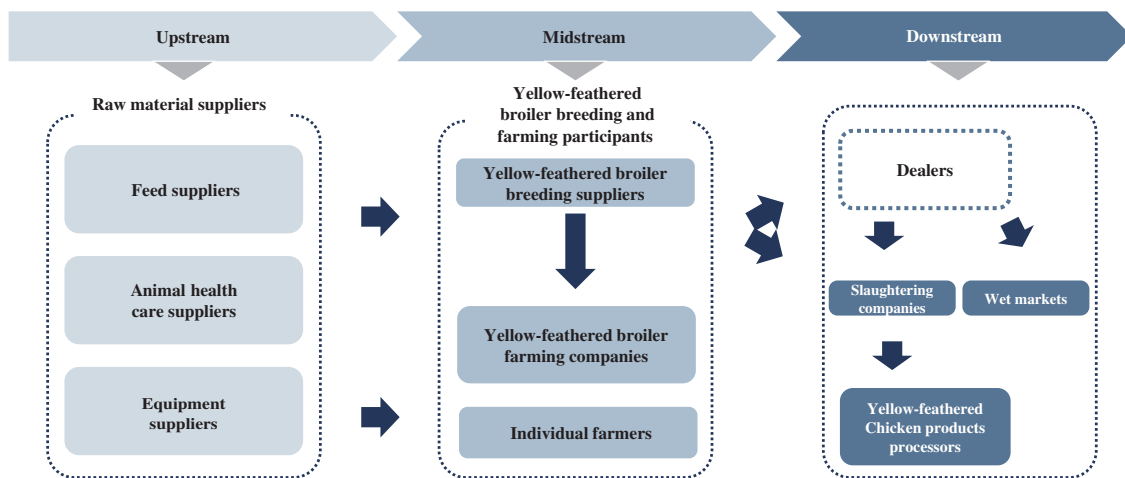 Upstream
Midstream
Downstream
Raw material suppliers
Feed suppliers
Animal health
care suppliers
Equipment
suppliers
Yellow-feathered
broiler breeding and
farming participants
Yellow-feathered broiler
breeding suppliers
Yellow-feathered broiler
farming companies
Individual farmers
Dealers
Slaughtering
companies
Wet markets
Yellow-feathered
Chicken products
processors